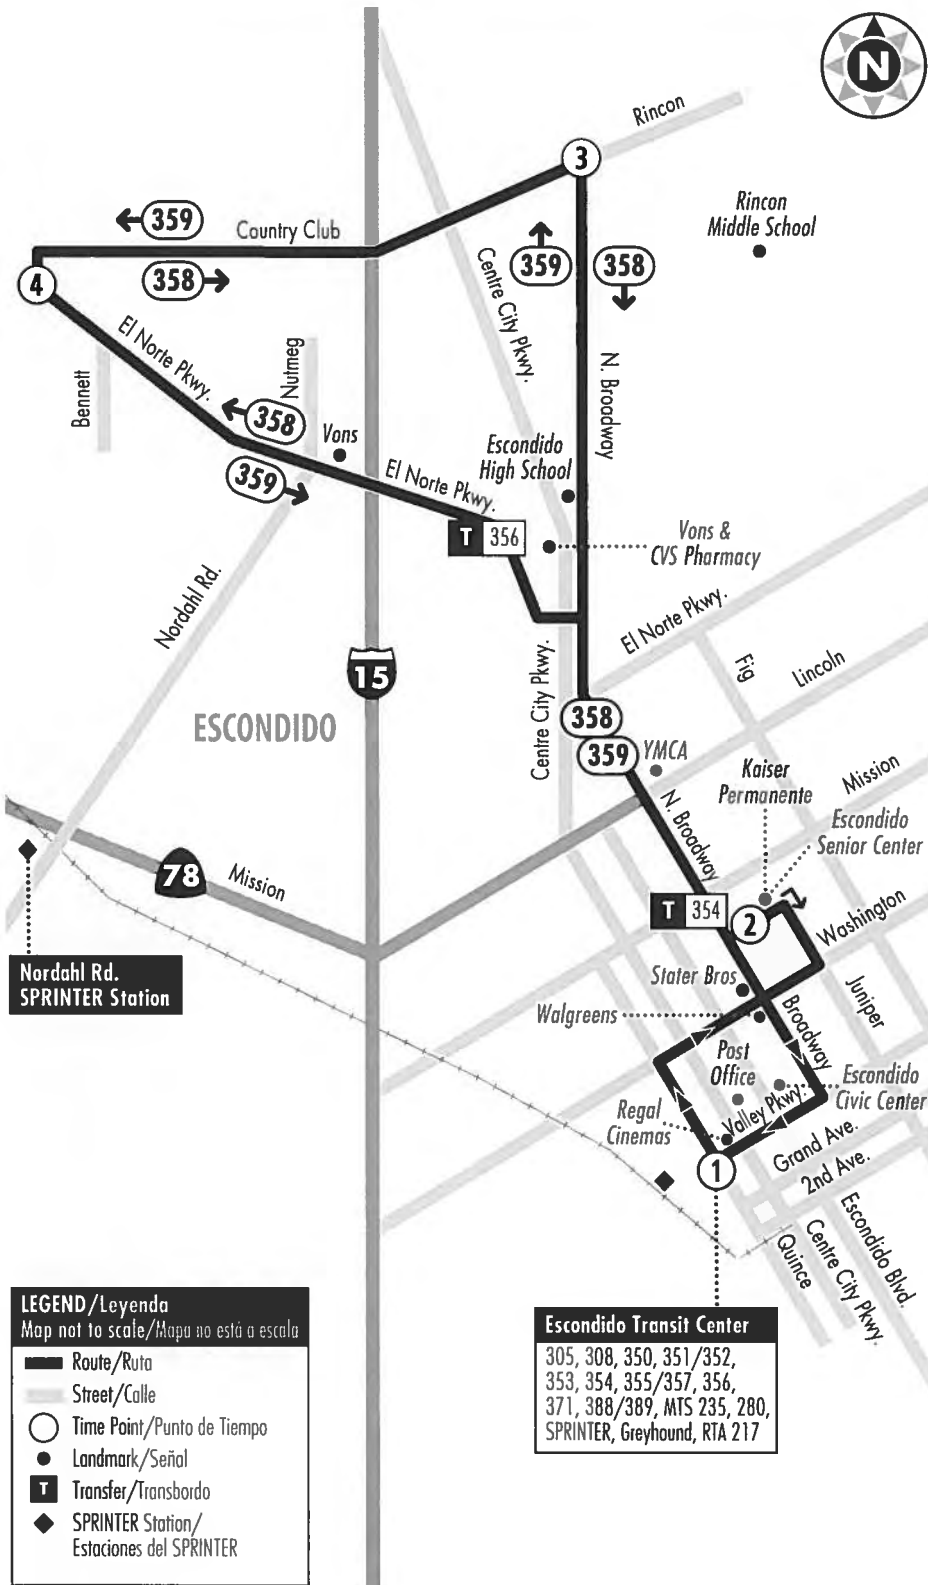 N
Rincon
3
Rincon
Middle School
359
Country Club
358
359
358
4
Centre City Pkwy.
El Norte Pkwy.
Bennett
Nutmeg
358
Vons
359
N. Broadway
Escondido
High School
El Norte Pkwy.
T 356
Vons &
CVS Pharmacy
Nordahl Rd.
El Norte Pkwy.
Fig
Lincoln
15
ESCONDIDO
Centre City Pkwy.
358
359
YMCA
N. Broadway
Kaiser
Permanente
Mission
Escondido
Senior Center
78
Mission
T 354
2
Washington
Nordahl Rd.
SPRINTER Station
Stater Bros
Juniper
Walgreens
Broadway
Post
Office
Escondido
Civic Center
Regal
Cinemas
Valley Pkwy.
Grand Ave.
2nd Ave.
1
Quince
Centre City Pkwy.
Escondido Blvd.
LEGEND/Leyenda
Map not to scale/Mapa no está a escala
Route/Ruta
Street/Calle
Time Point/Punto de Tiempo
Landmark/Señal
T Transfer/Transbordo
SPRINTER Station/
Estaciones del SPRINTER
Escondido Transit Center
305, 308, 350, 351/352,
353, 354, 355/357, 356,
371, 388/389, MTS 235, 280,
SPRINTER, Greyhound, RTA 217